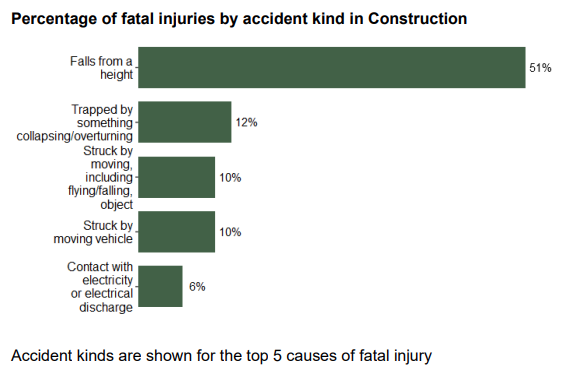 Percentage of fatal injuries by accident kind in Construction
Falls from a
height
51%
Trapped by
something
collapsing/overturning
12%
Struck by
moving,
including
flying/falling,
object
10%
Struck by
moving vehicle
10%
Contact with
electricity
or electrical
discharge
6%
Accident kinds are shown for the top 5 causes of fatal injury